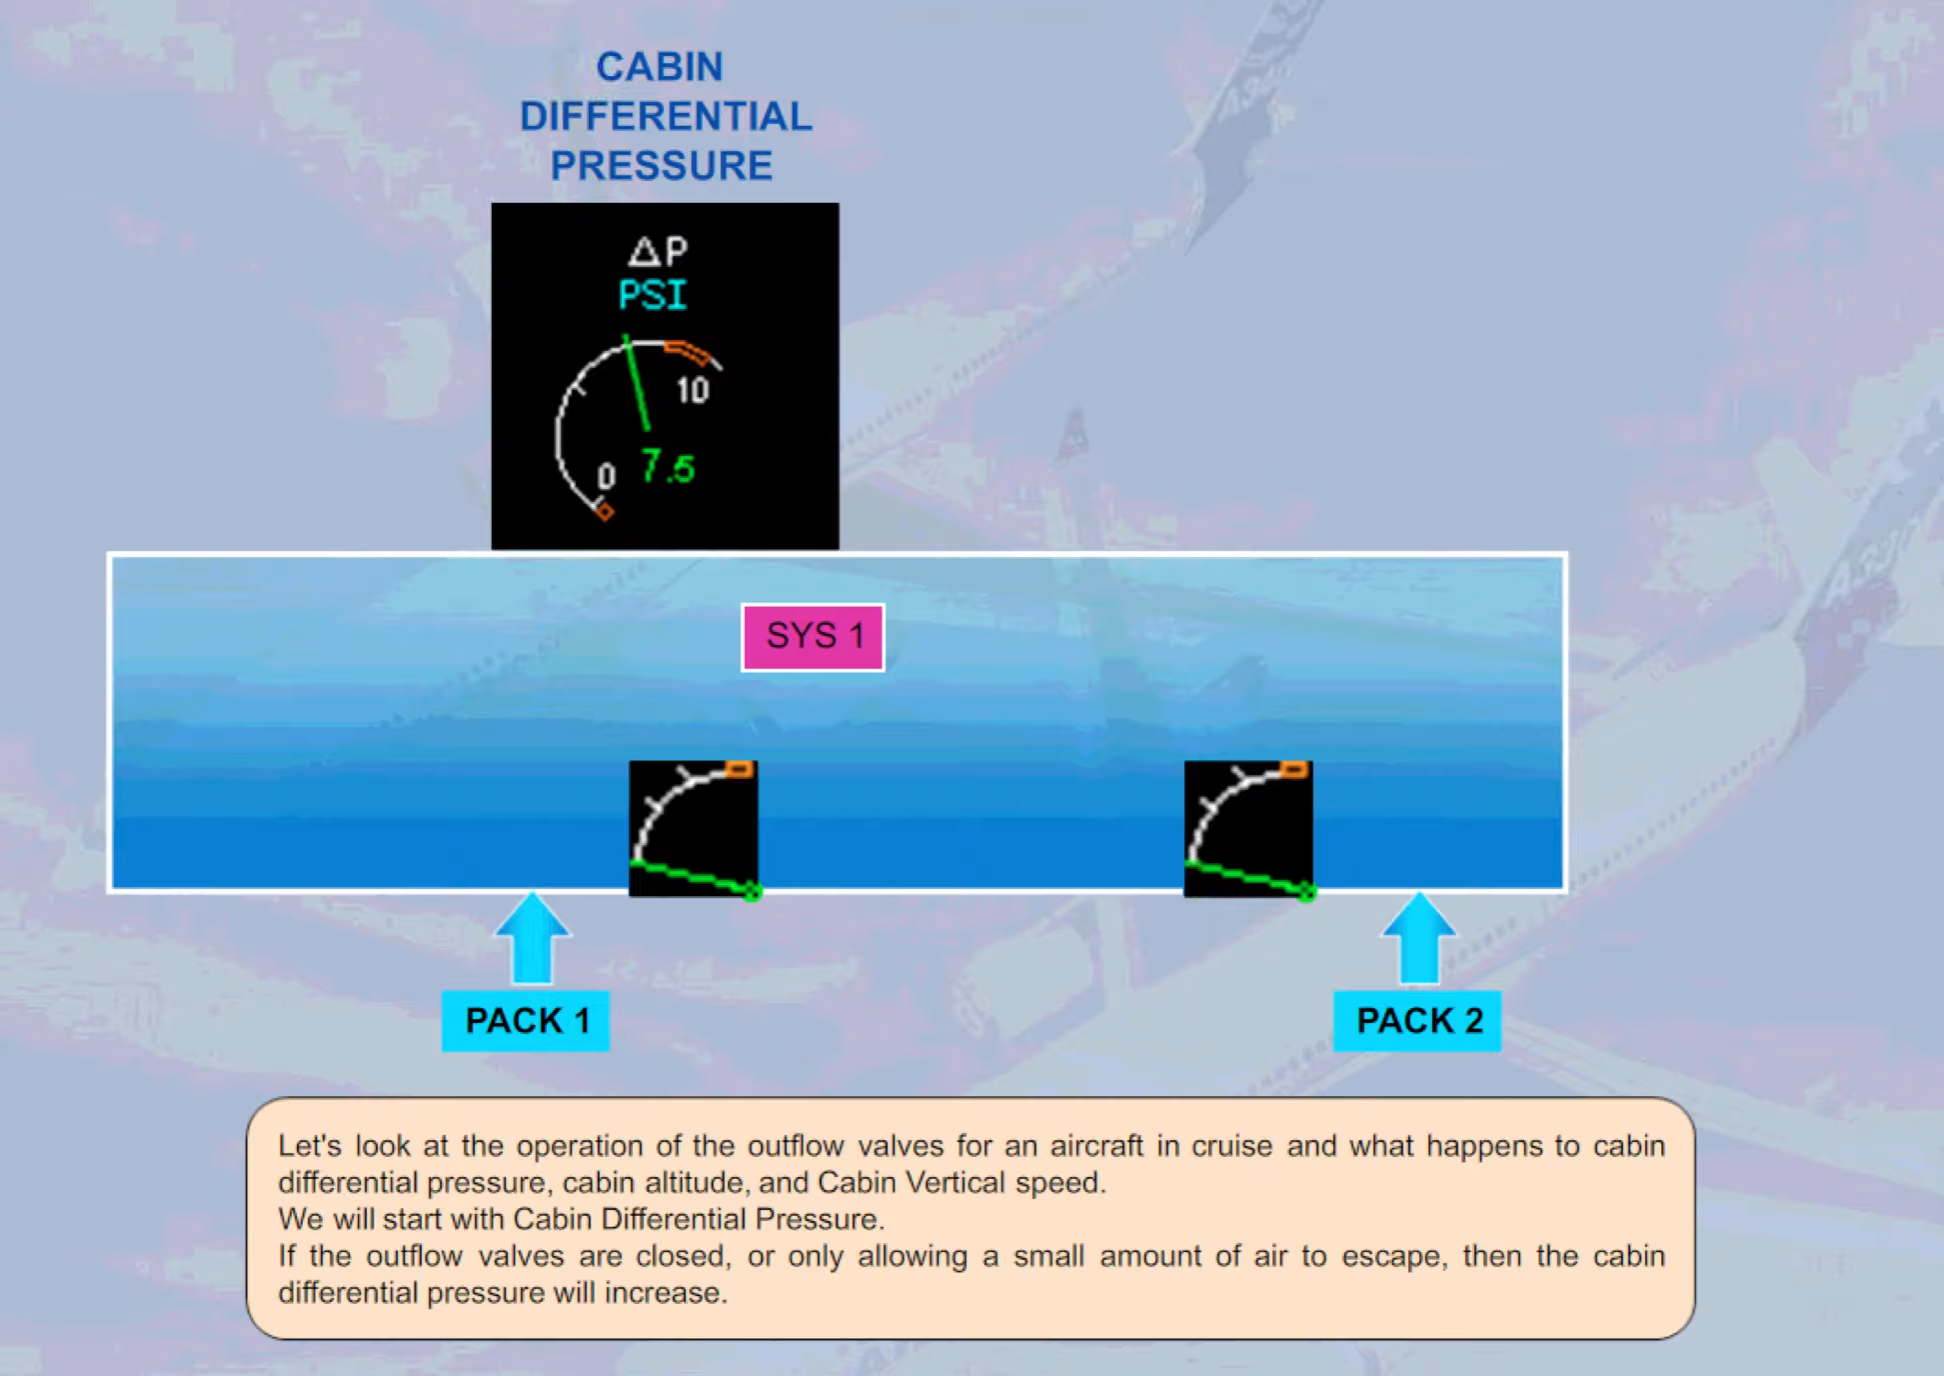 CABIN
DIFFERENTIAL
PRESSURE
ΔP
PSI
10
0
7.5
SYS 1
PACK 1
PACK 2
Let's look at the operation of the outflow valves for an aircraft in cruise and what happens to cabin
differential pressure, cabin altitude, and Cabin Vertical speed.
We will start with Cabin Differential Pressure.
If the outflow valves are closed, or only allowing a small amount of air to escape, then the cabin
differential pressure will increase.